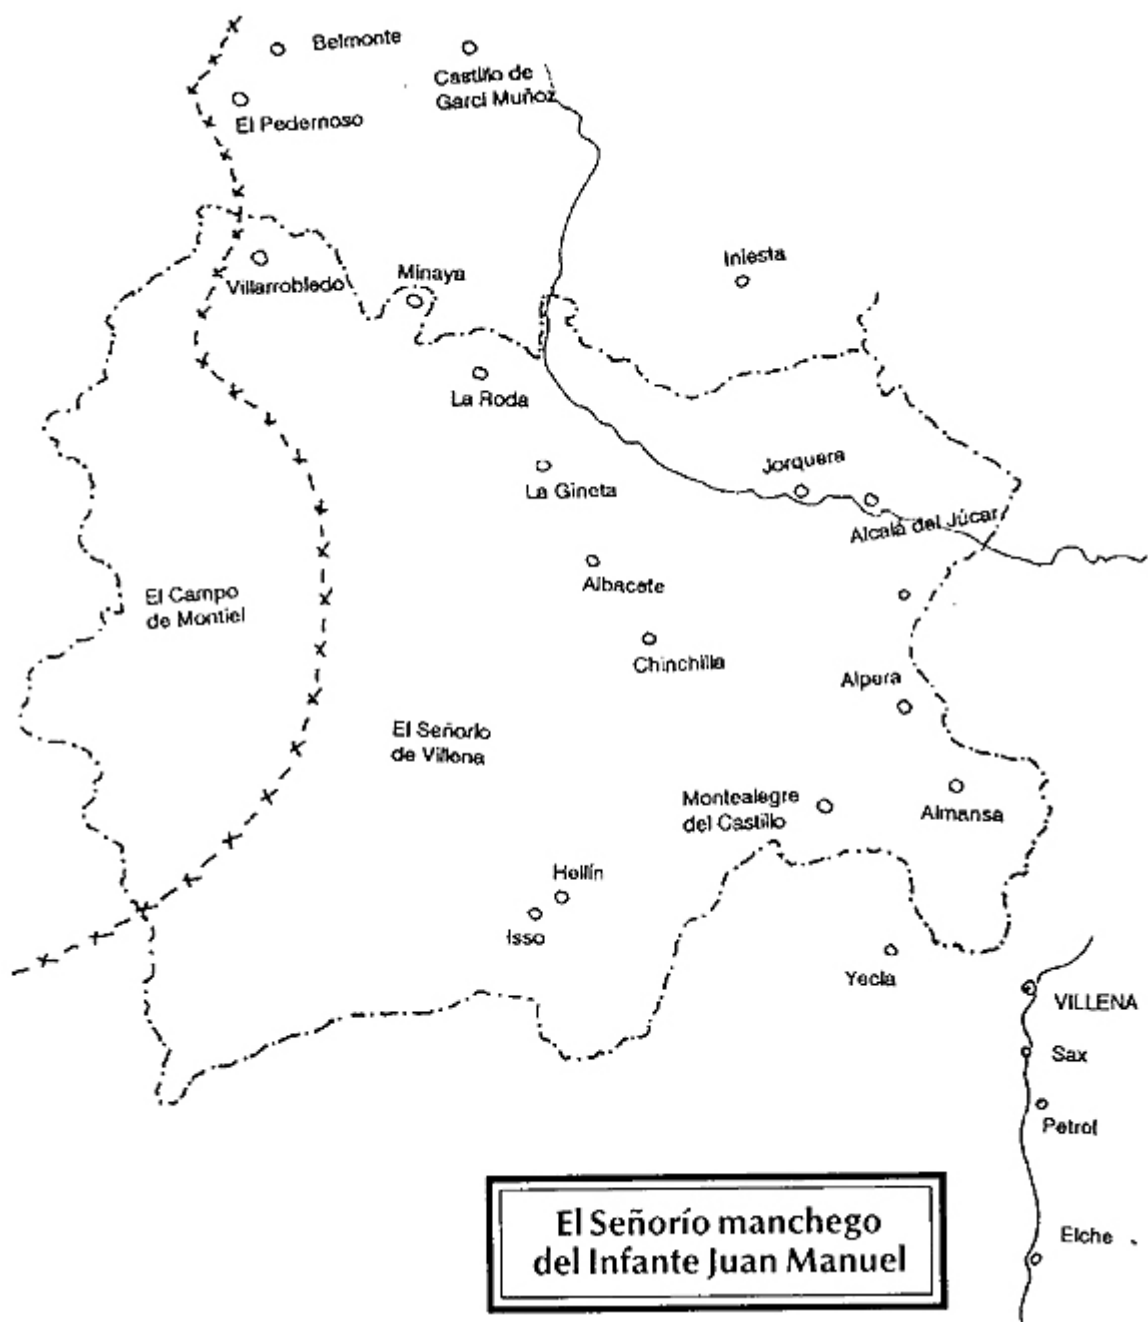 Belmonte
Castillo de
Garci Muñoz
El Pedernoso
Iniesta
Villarrobledo
Minaya
La Roda
Jorquera
La Gineta
Alcalá del Júcar
Albacete
El Campo
de Montiel
Chinchilla
Alpera
El Señorío
de Villena
Montealegre
del Castillo
Almansa
Hellín
Isso
Yecla
VILLENA
Sax
Petrof
Elche
El Señorío manchego
del Infante Juan Manuel